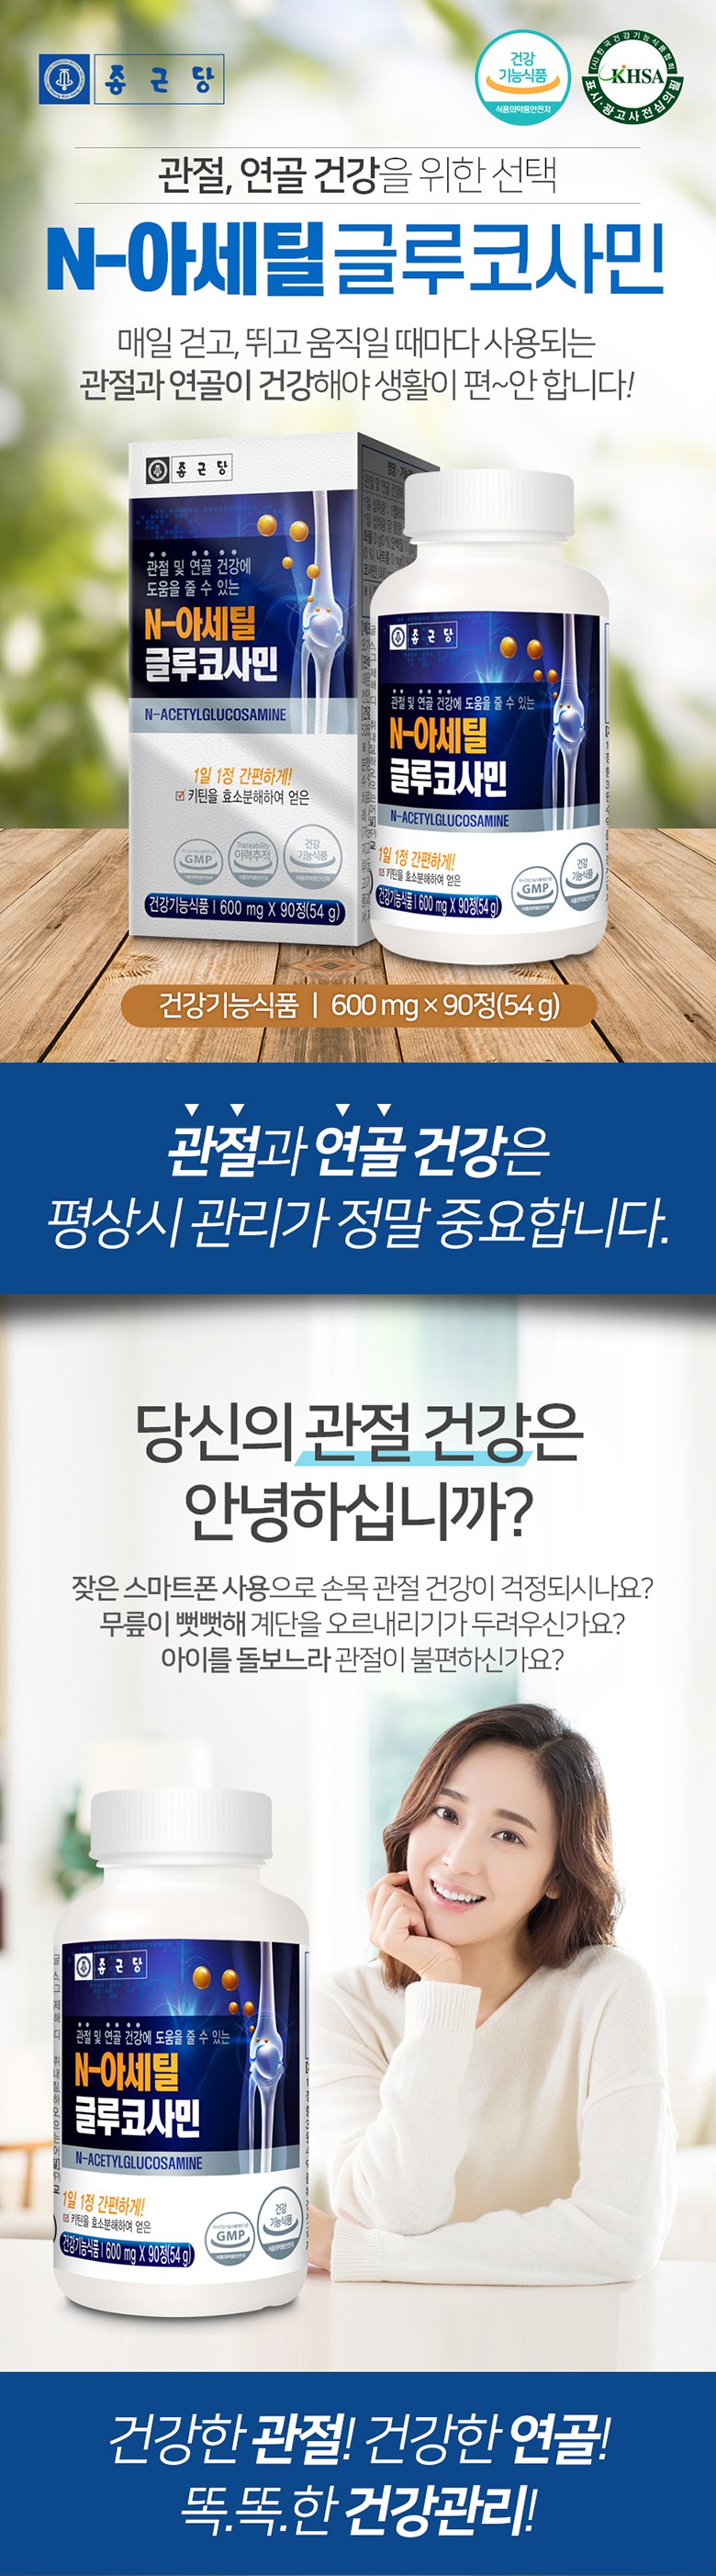 종근당
건강
기능식품
식품의약품안전처
(사)한국건강기능식품협회
KHSA
표시·광고사전심의필
관절, 연골 건강을 위한 선택
N-아세틸글루코사민
매일 걷고, 뛰고 움직일 때마다 사용되는
관절과 연골이 건강해야 생활이 편~안 합니다!
종근당
관절 및 연골 건강에
도움을 줄 수 있는
N-아세틸
글루코사민
N-ACETYLGLUCOSAMINE
1일 1정 간편하게!
키틴을 효소분해하여 얻은
GMP
Traceability
이력추적
건강
기능식품
건강기능식품 | 600 mg X 90정(54 g)
종근당
관절 및 연골 건강에 도움을 줄 수 있는
N-아세틸
글루코사민
N-ACETYLGLUCOSAMINE
1일 1정 간편하게!
키틴을 효소분해하여 얻은
GMP
건강
기능식품
건강기능식품 | 600 mg X 90정(54 g)
건강기능식품 | 600 mg × 90정(54 g)
관절과 연골 건강은
평상시 관리가 정말 중요합니다.
당신의 관절 건강은
안녕하십니까?
잦은 스마트폰 사용으로 손목 관절 건강이 걱정되시나요?
무릎이 뻣뻣해 계단을 오르내리기가 두려우신가요?
아이를 돌보느라 관절이 불편하신가요?
종근당
관절 및 연골 건강에 도움을 줄 수 있는
N-아세틸
글루코사민
N-ACETYLGLUCOSAMINE
1일 1정 간편하게!
키틴을 효소분해하여 얻은
GMP
건강
기능식품
건강기능식품 | 600 mg X 90정(54 g)
건강한 관절! 건강한 연골!
똑.똑.한 건강관리!